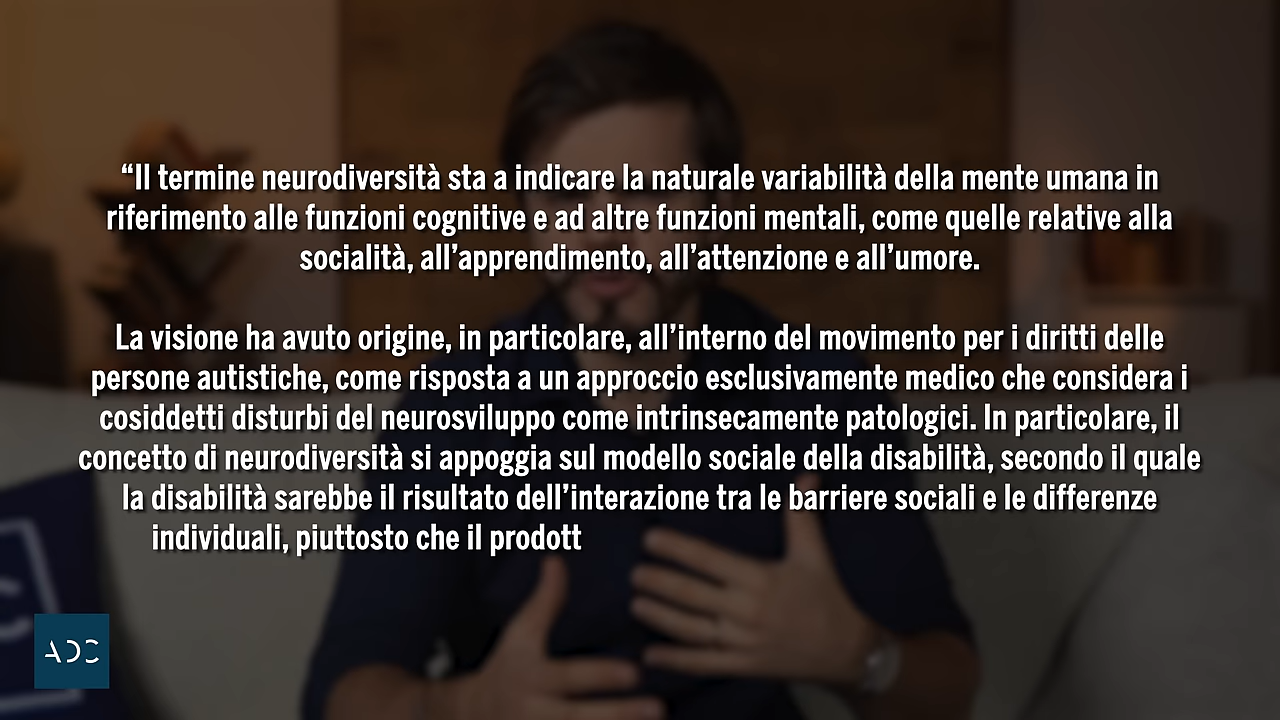 “Il termine neurodiversità sta a indicare la naturale variabilità della mente umana in
riferimento alle funzioni cognitive e ad altre funzioni mentali, come quelle relative alla
socialità, all’apprendimento, all’attenzione e all’umore.
La visione ha avuto origine, in particolare, all’interno del movimento per i diritti delle
persone autistiche, come risposta a un approccio esclusivamente medico che considera i
cosiddetti disturbi del neurosviluppo come intrinsecamente patologici. In particolare, il
concetto di neurodiversità si appoggia sul modello sociale della disabilità, secondo il quale
la disabilità sarebbe il risultato dell’interazione tra le barriere sociali e le differenze
individuali, piuttosto che il prodott
ADC